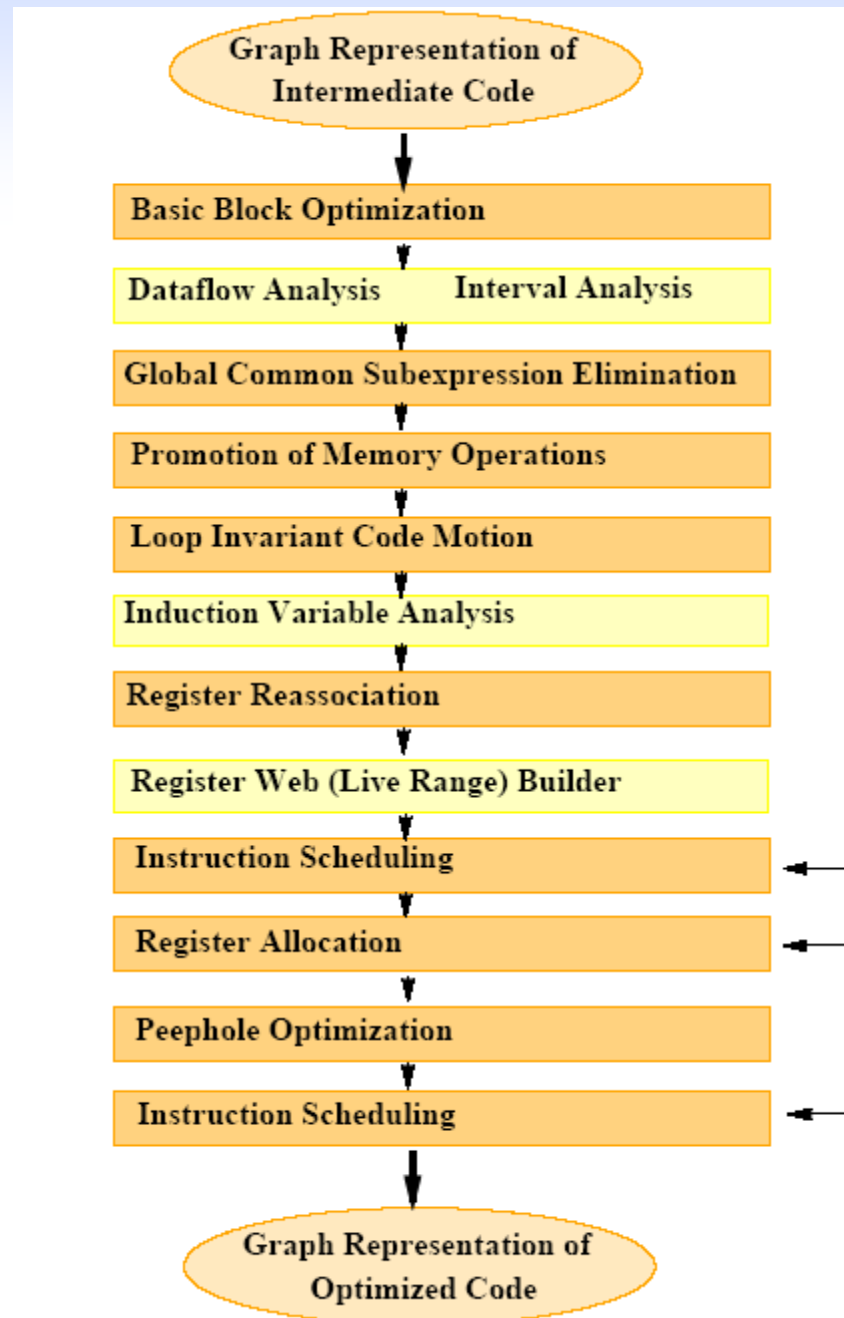 Graph Representation of
Intermediate Code
Basic Block Optimization
Dataflow Analysis Interval Analysis
Global Common Subexpression Elimination
Promotion of Memory Operations
Loop Invariant Code Motion
Induction Variable Analysis
Register Reassociation
Register Web (Live Range) Builder
Instruction Scheduling
Register Allocation
Peephole Optimization
Instruction Scheduling
Graph Representation of
Optimized Code